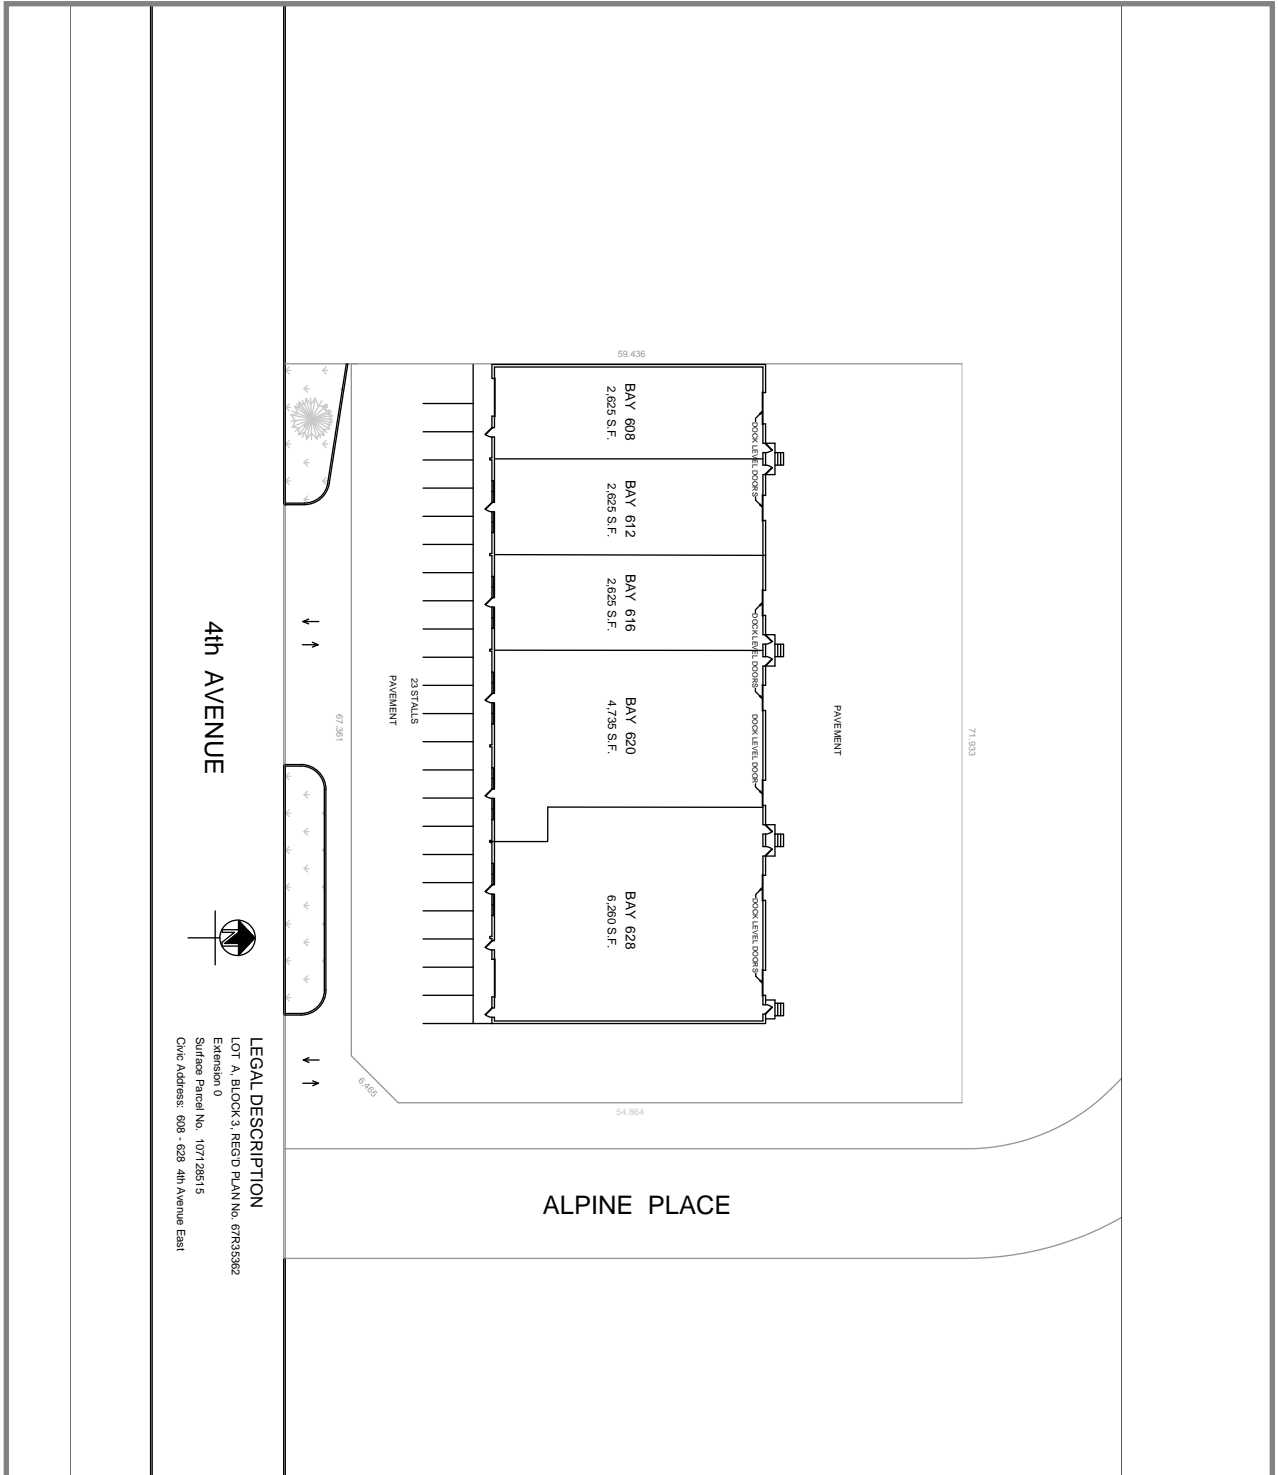 59.436
BAY 608
2,625 S.F.
DOCK LEVEL DOORS
BAY 612
2,625 S.F.
BAY 616
2,625 S.F.
DOCK LEVEL DOORS
BAY 620
4,735 S.F.
DOCK LEVEL DOOR
BAY 628
6,260 S.F.
DOCK LEVEL DOORS
PAVEMENT
71.933
23 STALLS
PAVEMENT
67.361
4th AVENUE
N
6.465
54.864
ALPINE PLACE
LEGAL DESCRIPTION
LOT A, BLOCK 3, REG'D PLAN No. 67R35362
Extension 0
Surface Parcel No. 107128515
Civic Address: 608 - 628 4th Avenue East